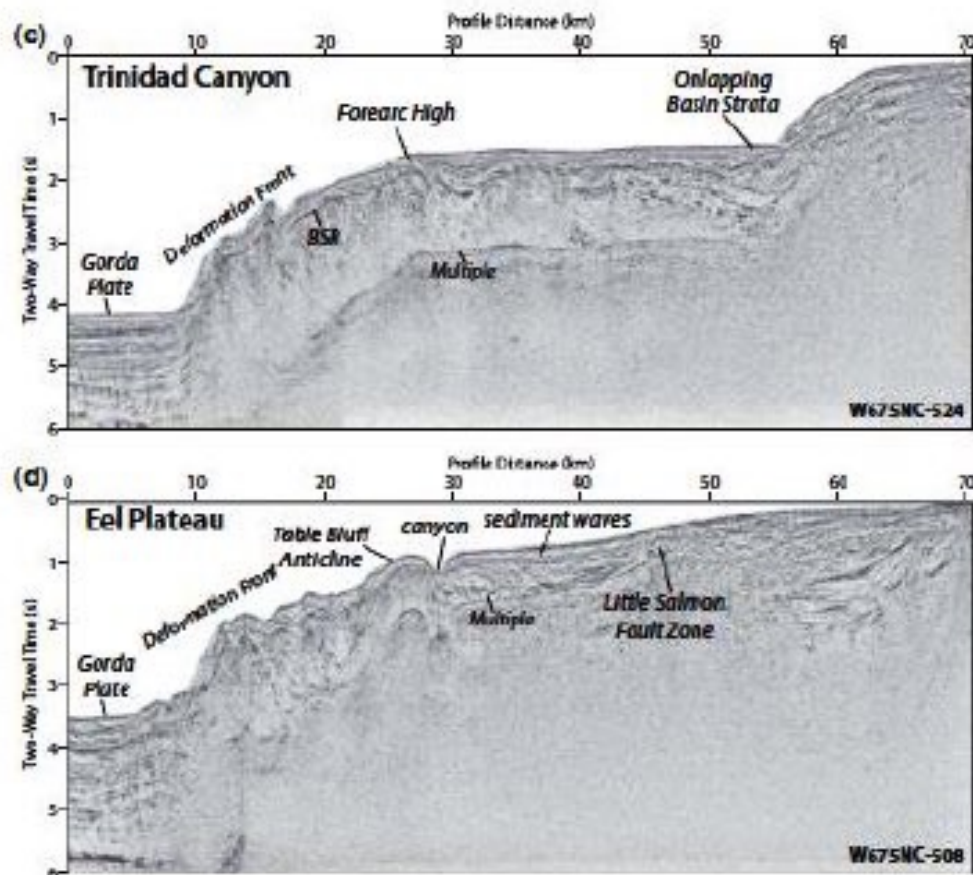 (c)
Profile Distance (km)
0 10 20 30 40 50 60 70
Trinidad Canyon
Onlapping
Basin Strata
Forearc High
Deformation Front
BSR
Multiple
Gorda
Plate
Two-Way Travel Time (s)
0
1
2
3
4
5
6
W675NC-524
(d)
Profile Distance (km)
0 10 20 30 40 50 60 70
Eel Plateau
Table Bluff
Anticline
canyon
sediment waves
Deformation Front
Multiple
Little Salmon
Fault Zone
Gorda
Plate
Two-Way Travel Time (s)
0
1
2
3
4
5
6
W675NC-508